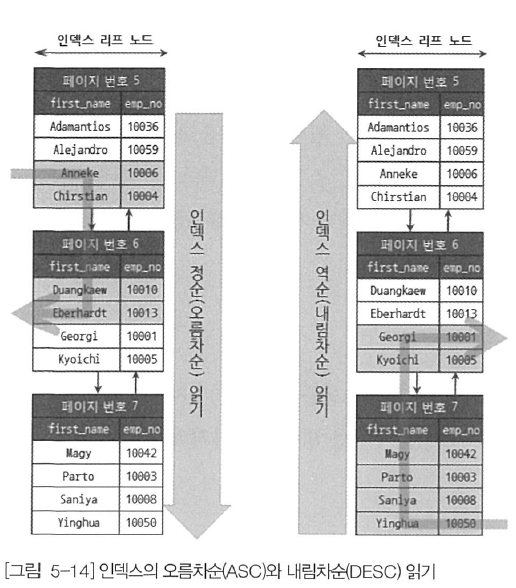 인덱스 리프 노드
페이지 번호 5
first_name emp_no
Adamantios 10036
Alejandro 10059
Anneke 10006
Chirstian 10004
페이지 번호 6
first_name emp_no
Duangkaew 10010
Eberhardt 10013
Georgi 10001
Kyoichi 10005
페이지 번호 7
first_name emp_no
Magy 10042
Parto 10003
Saniya 10008
Yinghua 10050
인덱스 정순(오름차순) 읽기
인덱스 리프 노드
페이지 번호 5
first_name emp_no
Adamantios 10036
Alejandro 10059
Anneke 10006
Chirstian 10004
페이지 번호 6
first_name emp_no
Duangkaew 10010
Eberhardt 10013
Georgi 10001
Kyoichi 10005
페이지 번호 7
first_name emp_no
Magy 10042
Parto 10003
Saniya 10008
Yinghua 10050
인덱스 역순(내림차순) 읽기
[그림 5-14] 인덱스의 오름차순(ASC)와 내림차순(DESC) 읽기